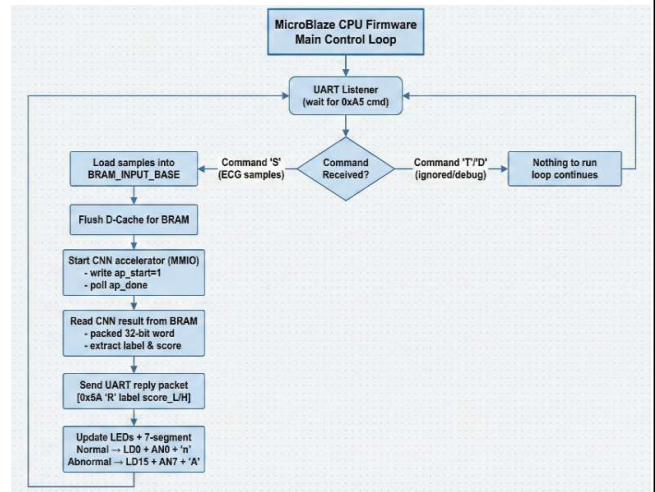 MicroBlaze CPU Firmware
Main Control Loop
UART Listener
(wait for 0xA5 cmd)
Command
Received?
Command 'S'
(ECG samples)
Command 'T'/'D'
(ignored/debug)
Nothing to run
loop continues
Load samples into
BRAM_INPUT_BASE
Flush D-Cache for BRAM
Start CNN accelerator (MMIO)
- write ap_start=1
- poll ap_done
Read CNN result from BRAM
- packed 32-bit word
- extract label & score
Send UART reply packet
[0x5A 'R' label score_L/H]
Update LEDs + 7-segment
Normal → LD0 + AN0 + 'n'
Abnormal → LD15 + AN7 + 'A'